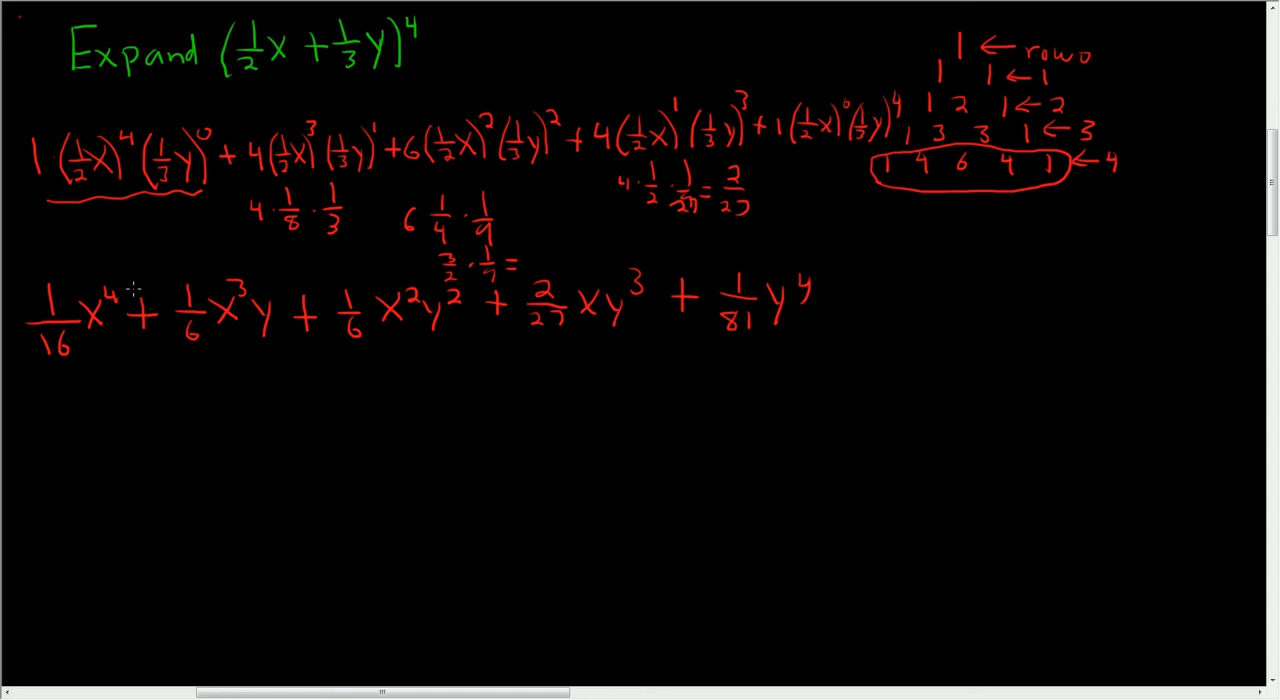 Expand (1/2 x + 1/3 y)^4
1 ← row 0
1 1 ← 1
1 2 1 ← 2
1 3 3 1 ← 3
1 4 6 4 1 ← 4
1·(1/2 x)^4 (1/3 y)^0 + 4(1/2 x)^3 (1/3 y)^1 + 6(1/2 x)^2 (1/3 y)^2 + 4(1/2 x)^1 (1/3 y)^3 + 1(1/2 x)^0 (1/3 y)^4
4 · 1/8 · 1/3
6 1/4 · 1/9
3/2 · 1/9 =
4 · 1/2 · 1/27 = 2/27
1/16 x^4 + 1/6 x^3 y + 1/6 x^2 y^2 + 2/27 x y^3 + 1/81 y^4